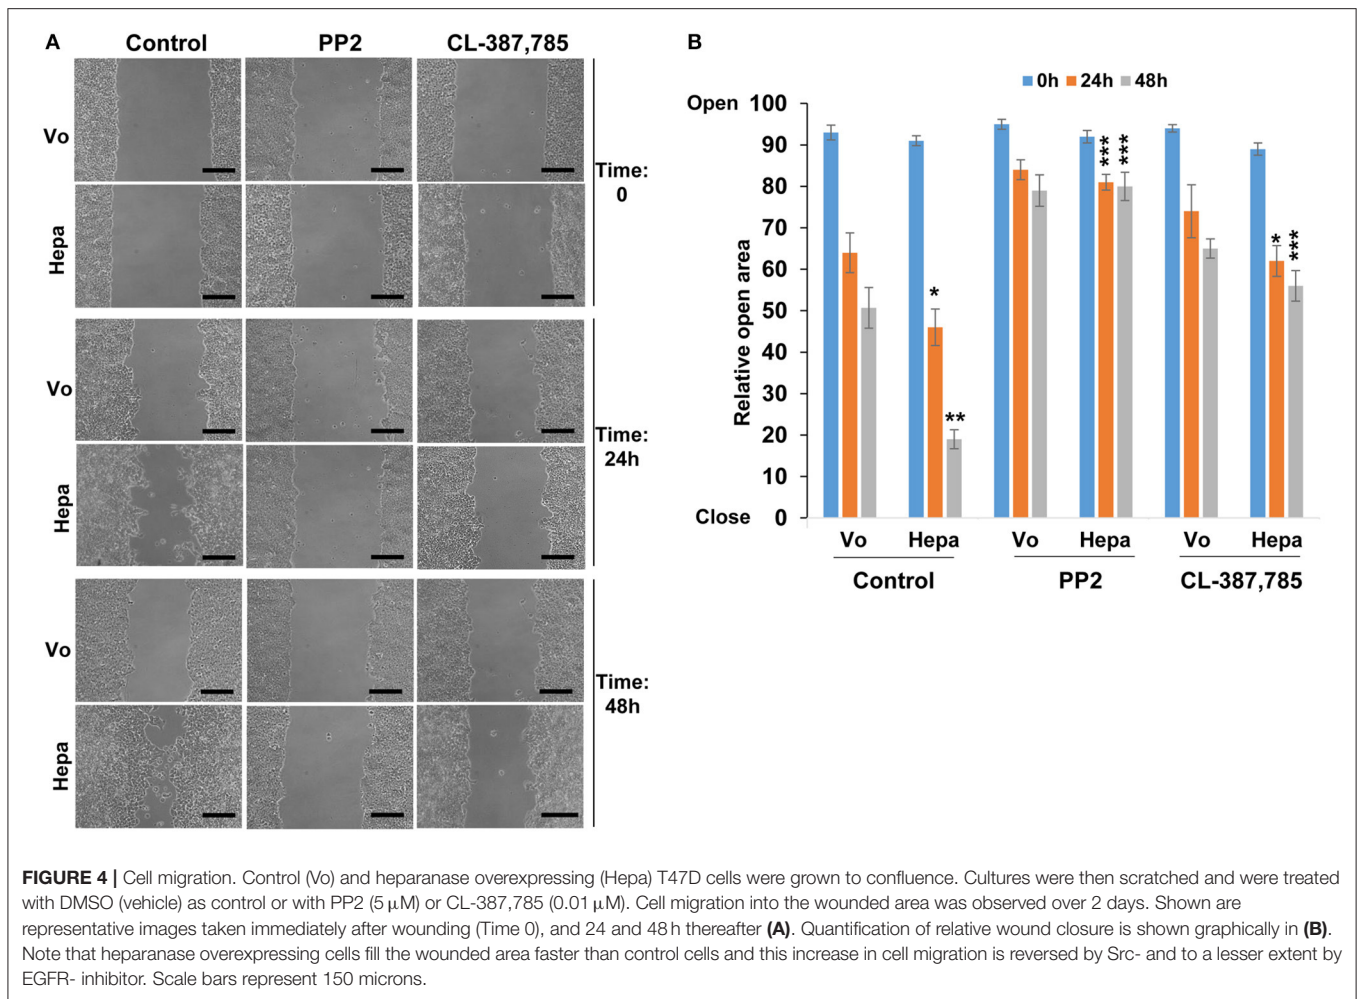 A
Control PP2 CL-387,785
Vo
Hepa
Time:
0
Vo
Hepa
Time:
24h
Vo
Hepa
Time:
48h
B
0h 24h 48h
Open 100
90
80
70
60
50
40
30
20
10
Close 0
Relative open area
*
**
***
***
*
***
Vo Hepa Vo Hepa Vo Hepa
Control PP2 CL-387,785
FIGURE 4 | Cell migration. Control (Vo) and heparanase overexpressing (Hepa) T47D cells were grown to confluence. Cultures were then scratched and were treated
with DMSO (vehicle) as control or with PP2 (5 μM) or CL-387,785 (0.01 μM). Cell migration into the wounded area was observed over 2 days. Shown are
representative images taken immediately after wounding (Time 0), and 24 and 48 h thereafter (A). Quantification of relative wound closure is shown graphically in (B).
Note that heparanase overexpressing cells fill the wounded area faster than control cells and this increase in cell migration is reversed by Src- and to a lesser extent by
EGFR- inhibitor. Scale bars represent 150 microns.